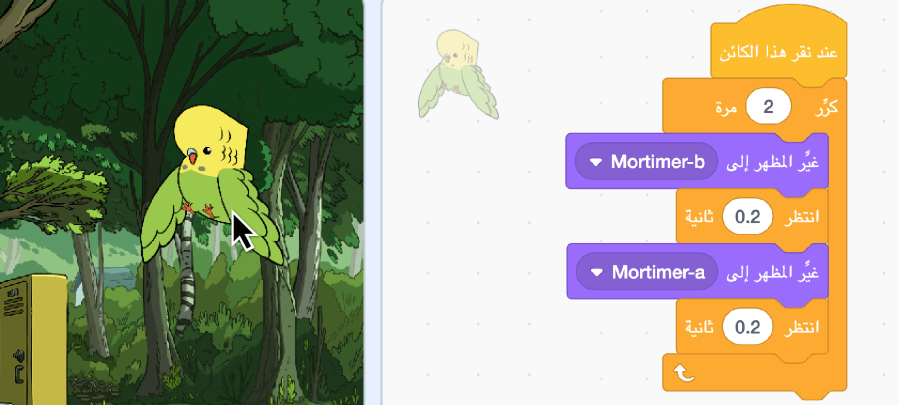 عند نقر هذا الكائن
كرِّر 2 مرة
غيِّر المظهر إلى Mortimer-b
انتظر 0.2 ثانية
غيِّر المظهر إلى Mortimer-a
انتظر 0.2 ثانية